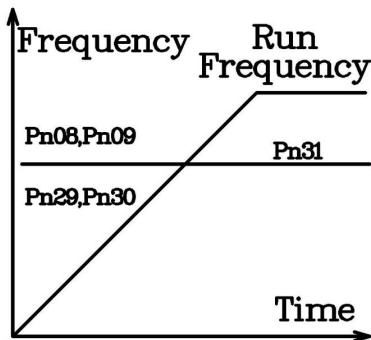 Frequency
Run
Frequency
Pn08,Pn09
Pn31
Pn29,Pn30
Time